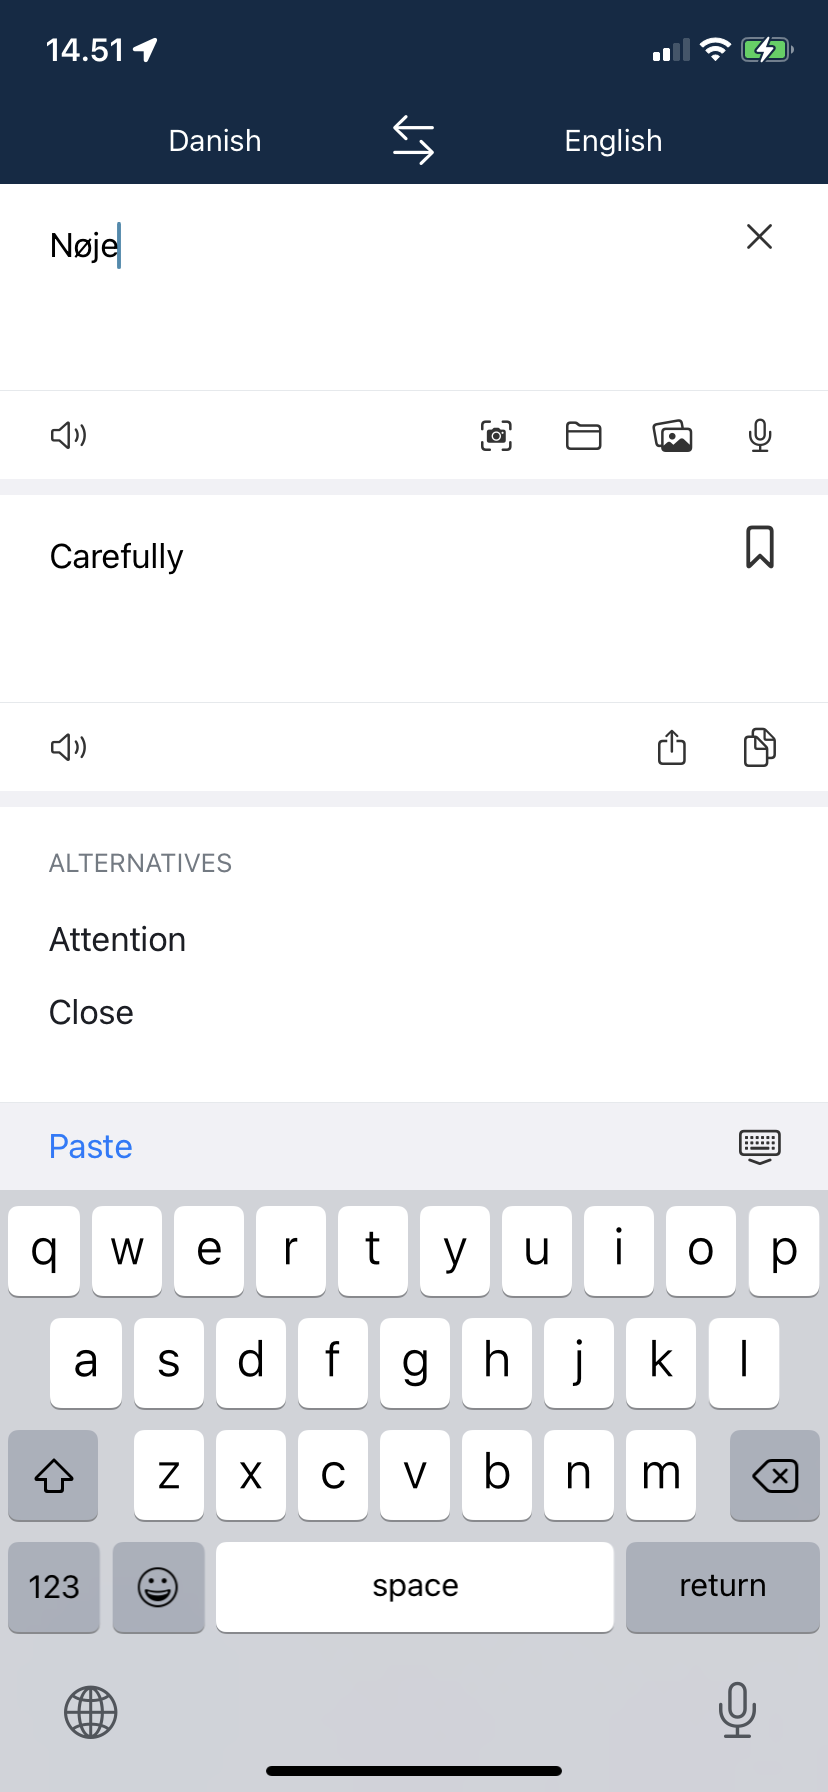 14.51
Danish
English
Nøje
Carefully
ALTERNATIVES
Attention
Close
Paste
q w e r t y u i o p
a s d f g h j k l
z x c v b n m
123 space return